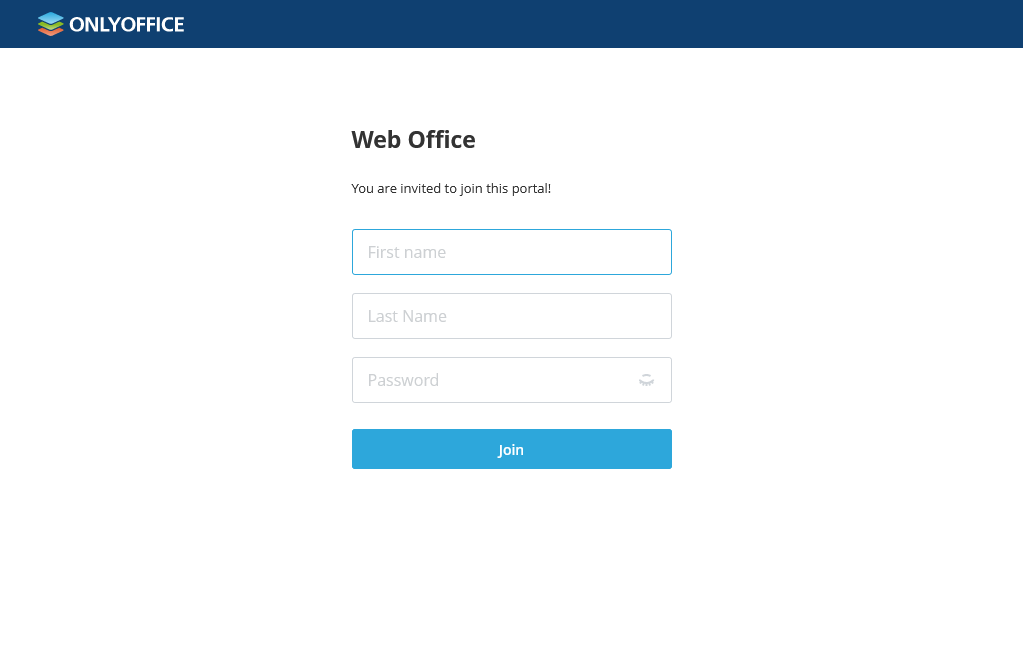 ONLYOFFICE
Web Office
You are invited to join this portal!
First name
Last Name
Password
Join